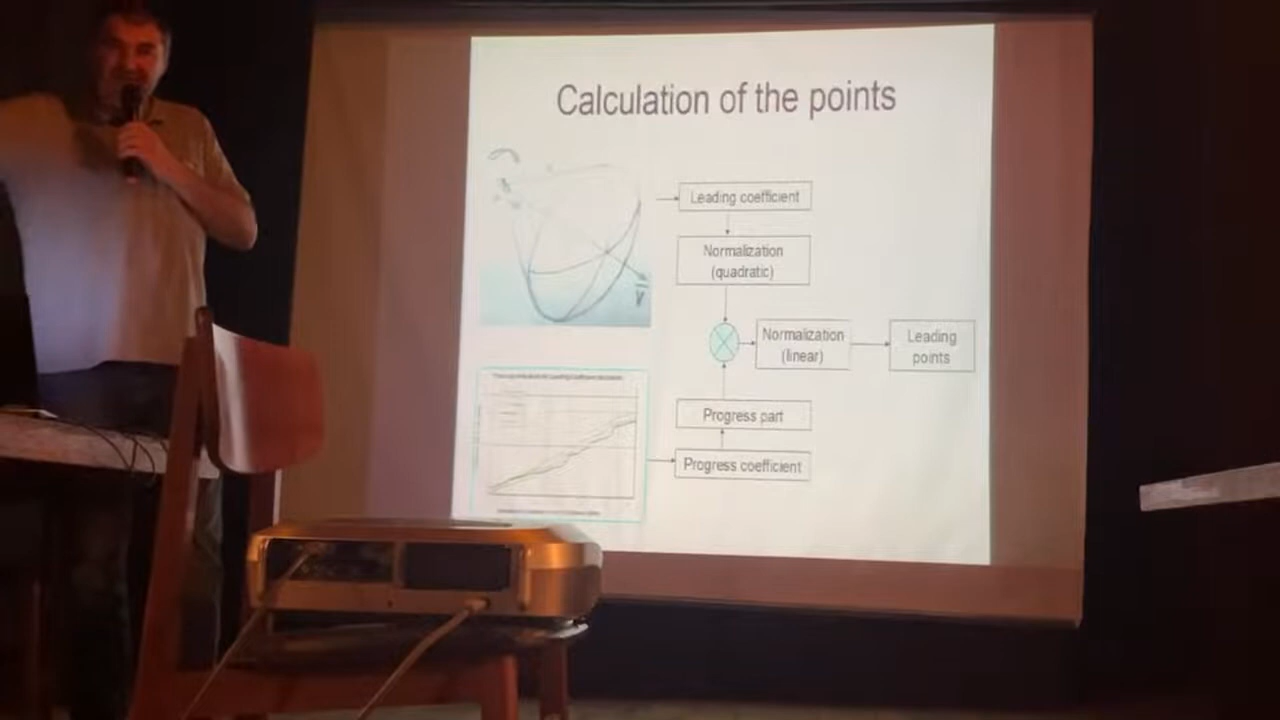 Calculation of the points
Leading coefficient
Normalization
(quadratic)
Normalization
(linear)
Leading
points
Progress part
Progress coefficient